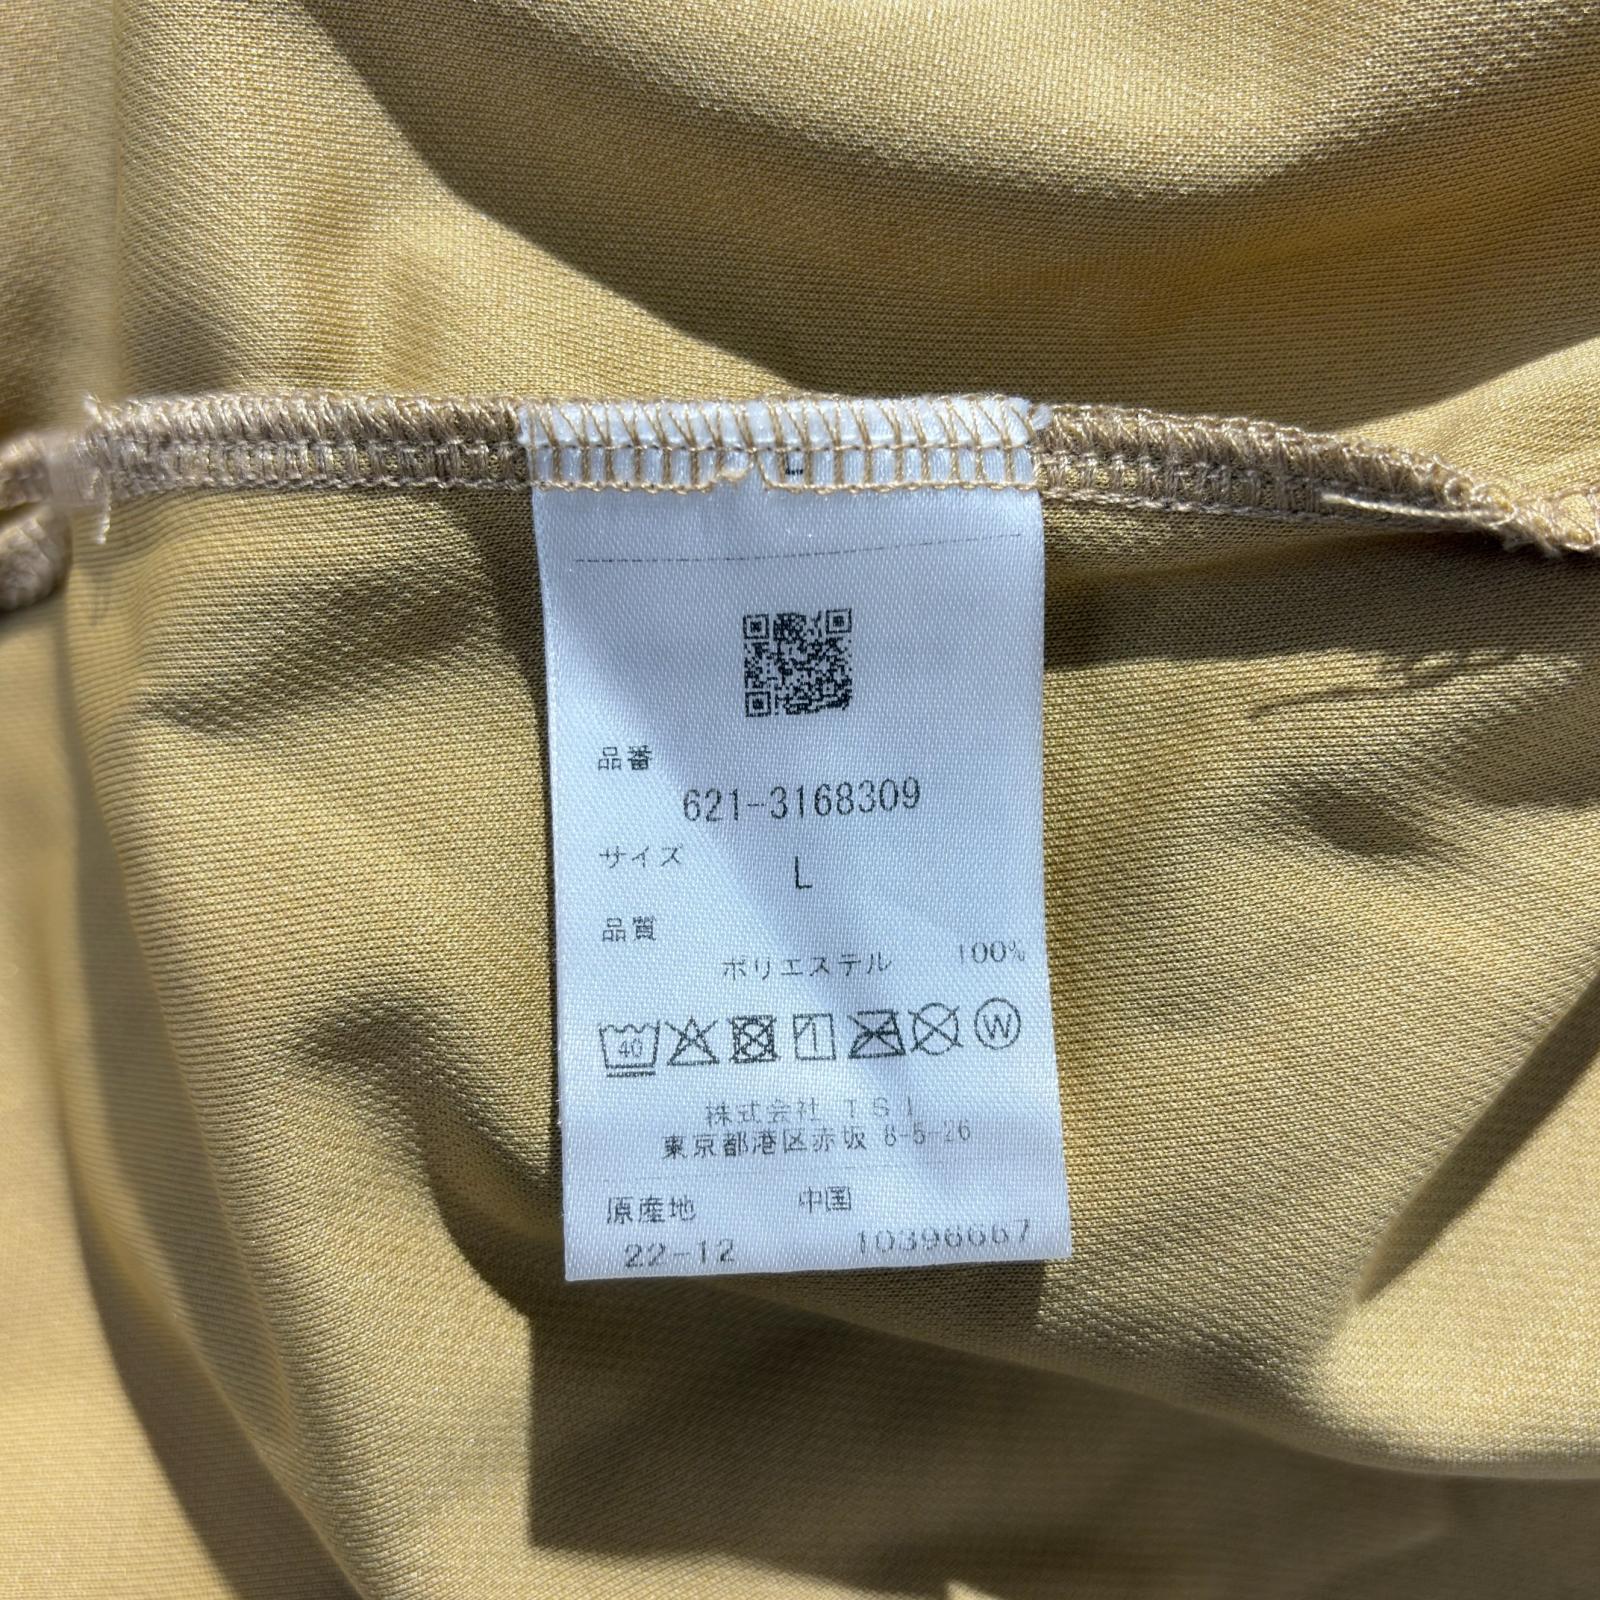 品番
621-3168309
サイズ L
品質
ポリエステル 100%
40 W
株式会社 TSI
東京都港区赤坂 8-5-26
原産地 中国
22-12 10396667